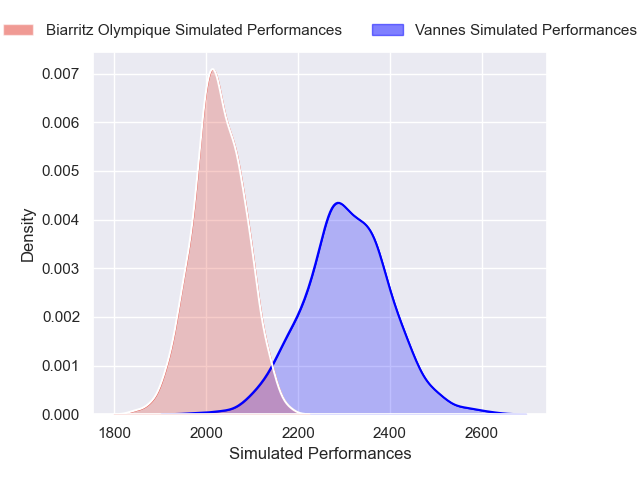 Biarritz Olympique Simulated Performances Vannes Simulated Performances
0.007
0.006
0.005
0.004
0.003
0.002
0.001
0.000
Density
1800 2000 2200 2400 2600
Simulated Performances